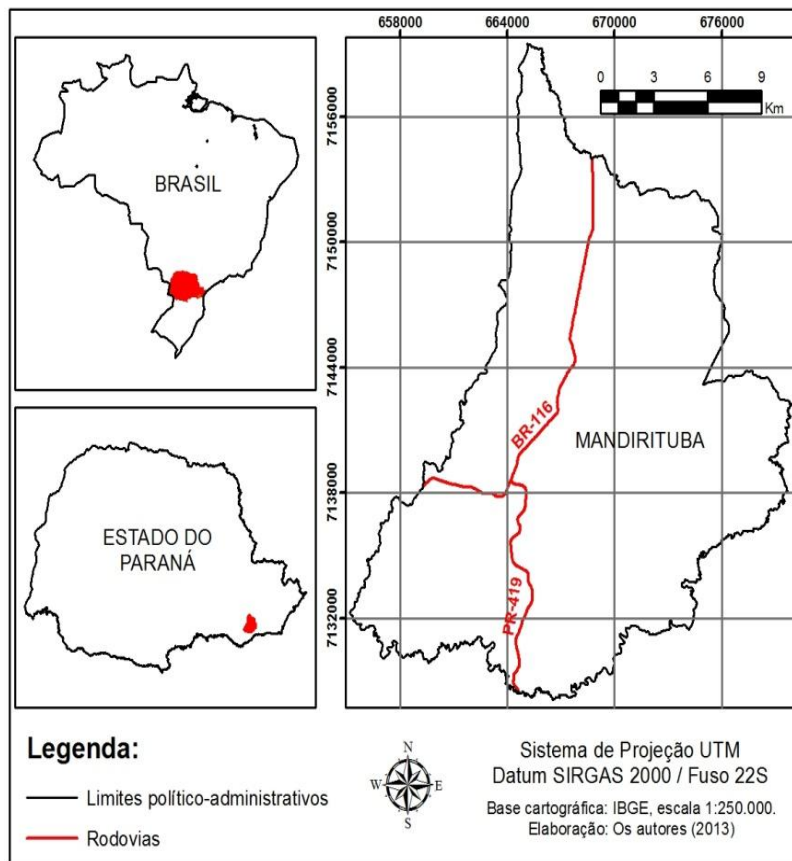 658000
664000
670000
676000
7156000
7150000
7144000
7138000
7132000
0 3 6 9
Km
BRASIL
ESTADO DO
PARANÁ
BR-116
MANDIRITUBA
PR-419
Legenda:
Limites político-administrativos
Rodovias
N
W E
S
Sistema de Projeção UTM
Datum SIRGAS 2000 / Fuso 22S
Base cartográfica: IBGE, escala 1:250.000.
Elaboração: Os autores (2013)